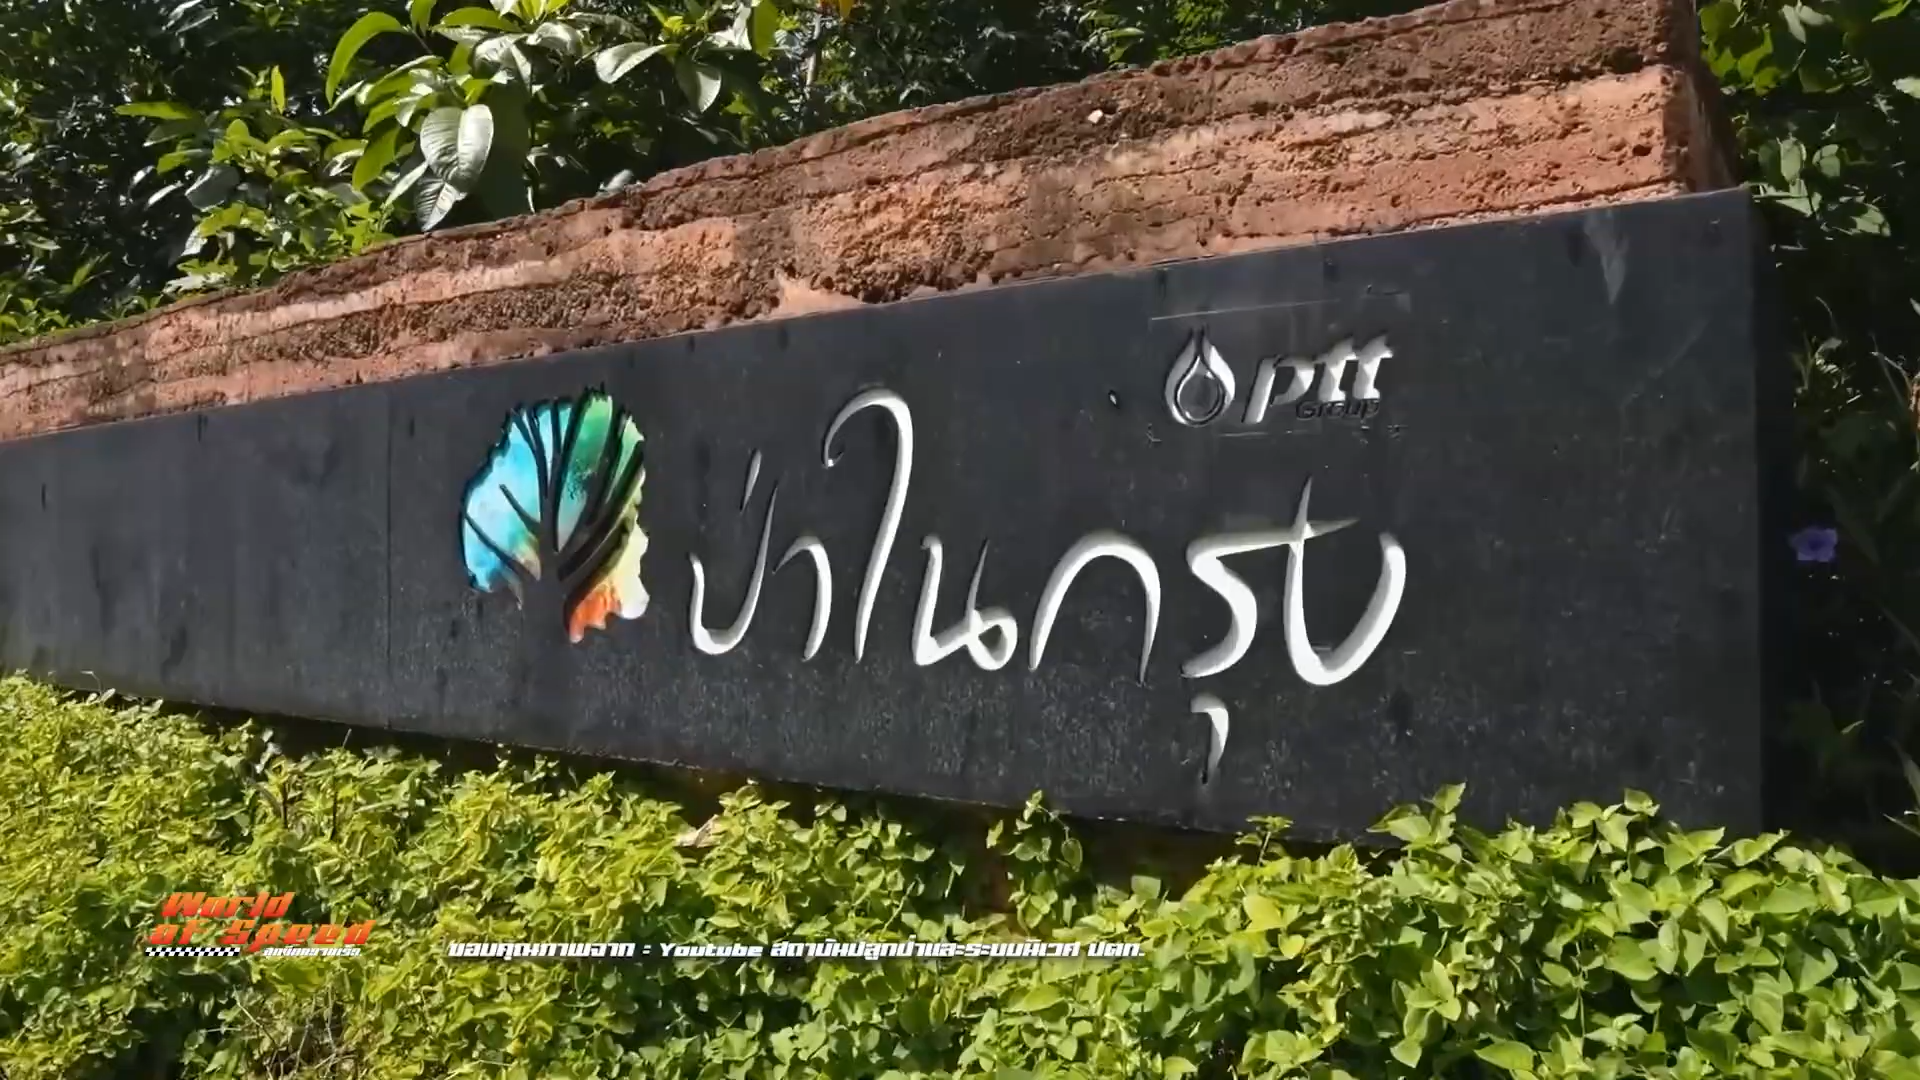 ptt
Group
ป่าในกรุง
World
of Speed
ขอบคุณภาพจาก : Youtube สถาบันปลูกป่าและระบบนิเวศ ปตท.